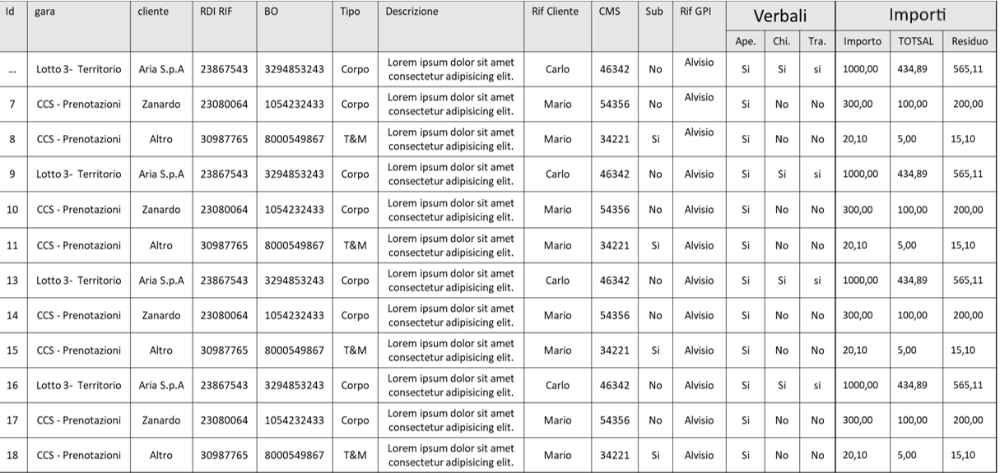 Id gara cliente RDI RIF BO Tipo Descrizione Rif Cliente CMS Sub Rif GPI Verbali Importi
Ape. Chi. Tra. Importo TOTSAL Residuo
... Lotto 3- Territorio Aria S.p.A 23867543 3294853243 Corpo Lorem ipsum dolor sit amet consectetur adipisicing elit. Carlo 46342 No Alvisio Si Si si 1000,00 434,89 565,11
7 CCS - Prenotazioni Zanardo 23080064 1054232433 Corpo Lorem ipsum dolor sit amet consectetur adipisicing elit. Mario 54356 No Alvisio Si No No 300,00 100,00 200,00
8 CCS - Prenotazioni Altro 30987765 8000549867 T&M Lorem ipsum dolor sit amet consectetur adipisicing elit. Mario 34221 Si Alvisio Si No No 20,10 5,00 15,10
9 Lotto 3- Territorio Aria S.p.A 23867543 3294853243 Corpo Lorem ipsum dolor sit amet consectetur adipisicing elit. Carlo 46342 No Alvisio Si Si si 1000,00 434,89 565,11
10 CCS - Prenotazioni Zanardo 23080064 1054232433 Corpo Lorem ipsum dolor sit amet consectetur adipisicing elit. Mario 54356 No Alvisio Si No No 300,00 100,00 200,00
11 CCS - Prenotazioni Altro 30987765 8000549867 T&M Lorem ipsum dolor sit amet consectetur adipisicing elit. Mario 34221 Si Alvisio Si No No 20,10 5,00 15,10
13 Lotto 3- Territorio Aria S.p.A 23867543 3294853243 Corpo Lorem ipsum dolor sit amet consectetur adipisicing elit. Carlo 46342 No Alvisio Si Si si 1000,00 434,89 565,11
14 CCS - Prenotazioni Zanardo 23080064 1054232433 Corpo Lorem ipsum dolor sit amet consectetur adipisicing elit. Mario 54356 No Alvisio Si No No 300,00 100,00 200,00
15 CCS - Prenotazioni Altro 30987765 8000549867 T&M Lorem ipsum dolor sit amet consectetur adipisicing elit. Mario 34221 Si Alvisio Si No No 20,10 5,00 15,10
16 Lotto 3- Territorio Aria S.p.A 23867543 3294853243 Corpo Lorem ipsum dolor sit amet consectetur adipisicing elit. Carlo 46342 No Alvisio Si Si si 1000,00 434,89 565,11
17 CCS - Prenotazioni Zanardo 23080064 1054232433 Corpo Lorem ipsum dolor sit amet consectetur adipisicing elit. Mario 54356 No Alvisio Si No No 300,00 100,00 200,00
18 CCS - Prenotazioni Altro 30987765 8000549867 T&M Lorem ipsum dolor sit amet consectetur adipisicing elit. Mario 34221 Si Alvisio Si No No 20,10 5,00 15,10